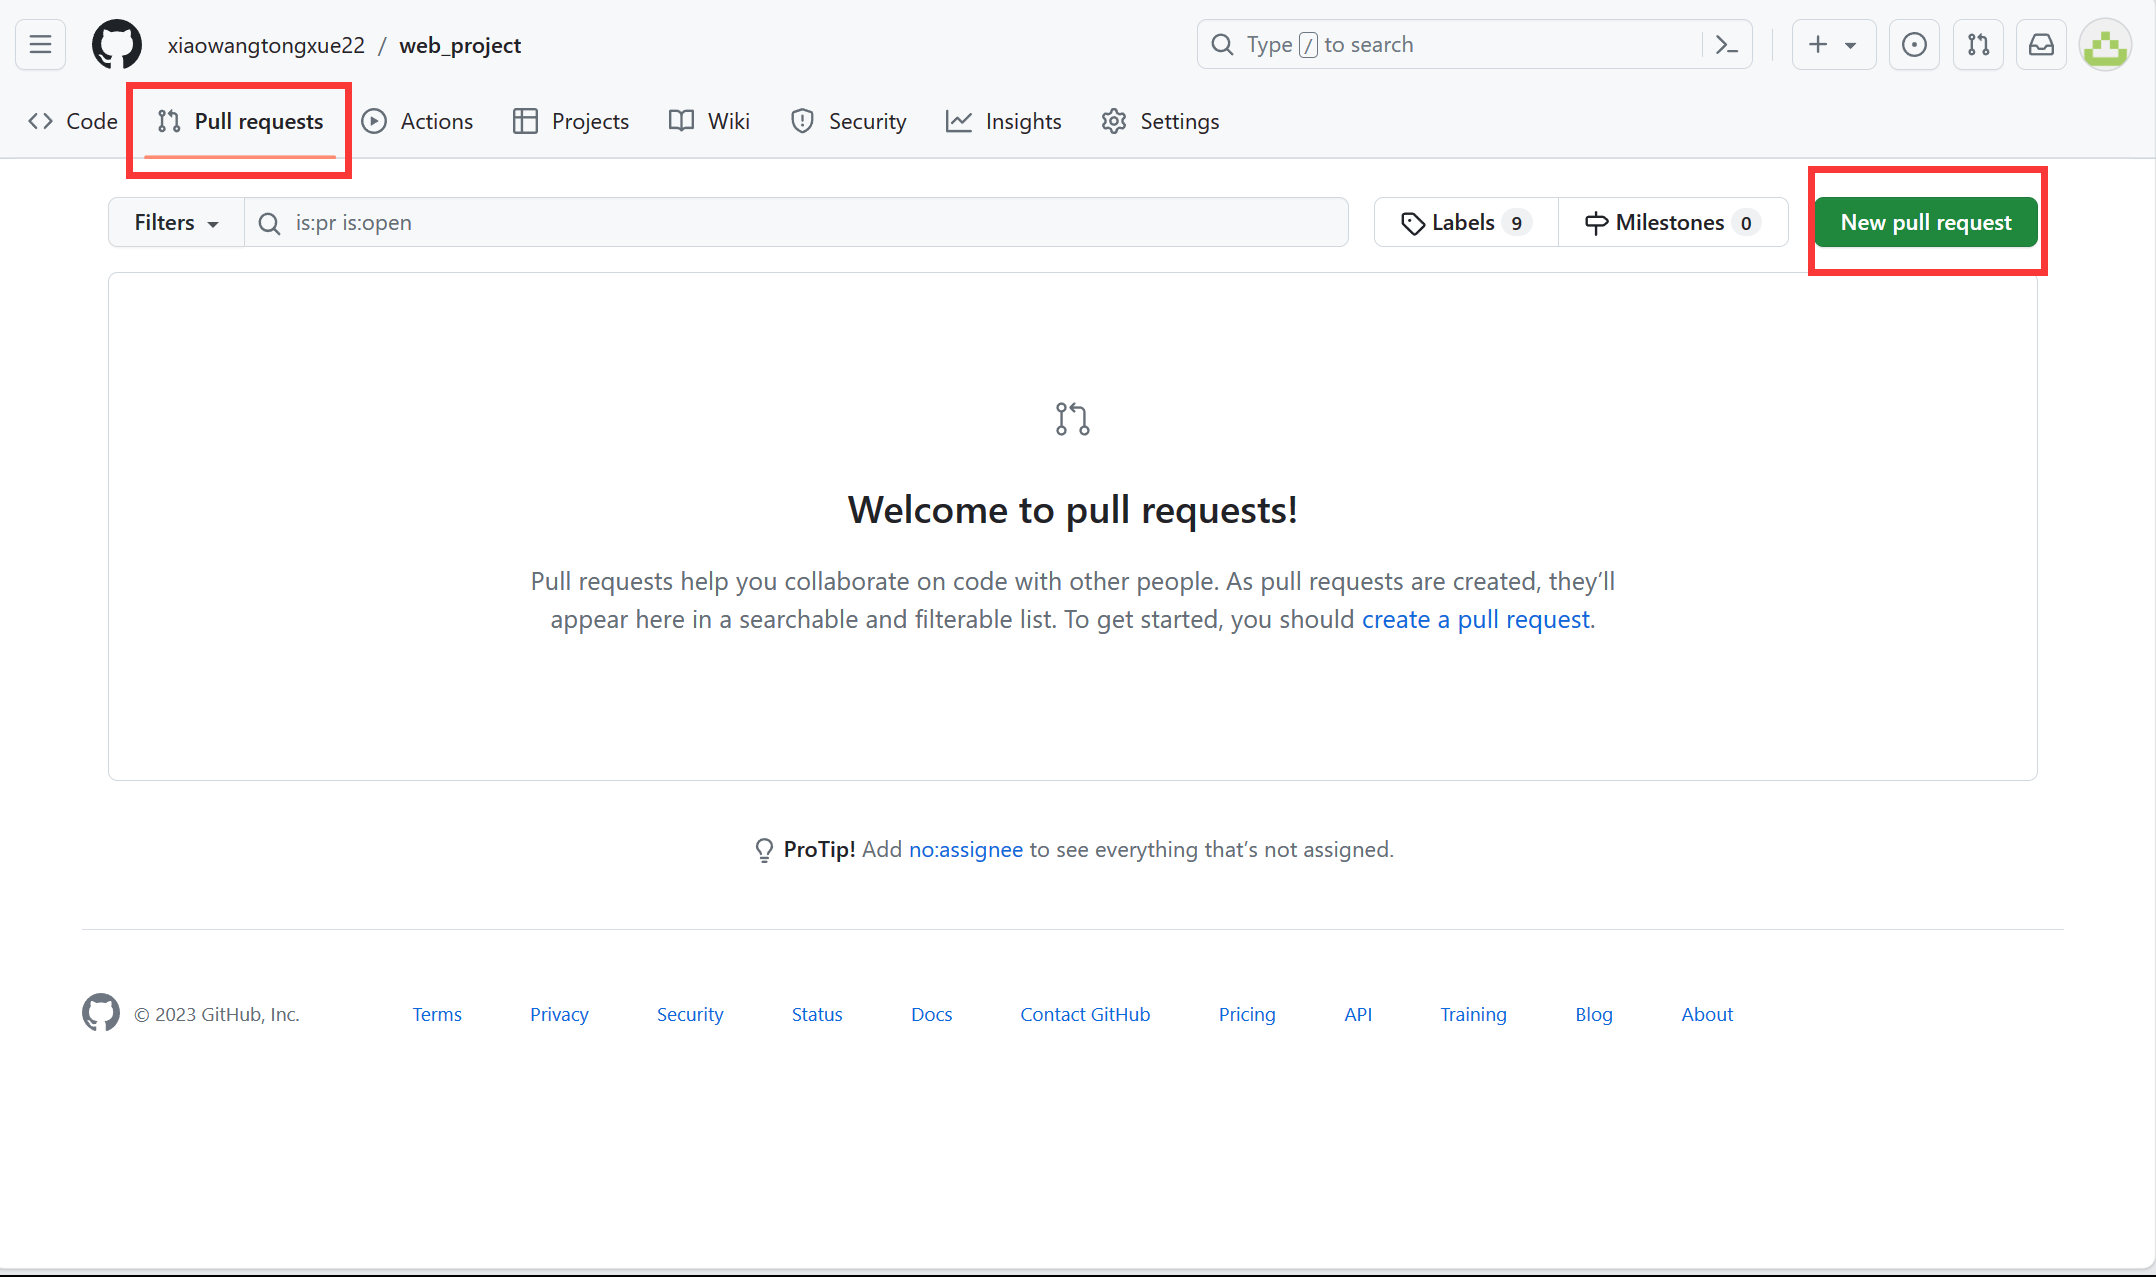 xiaowangtongxue22 / web_project
Type / to search
Code Pull requests Actions Projects Wiki Security Insights Settings
Filters is:pr is:open Labels 9 Milestones 0 New pull request
Welcome to pull requests!
Pull requests help you collaborate on code with other people. As pull requests are created, they’ll
appear here in a searchable and filterable list. To get started, you should create a pull request.
ProTip! Add no:assignee to see everything that’s not assigned.
© 2023 GitHub, Inc. Terms Privacy Security Status Docs Contact GitHub Pricing API Training Blog About